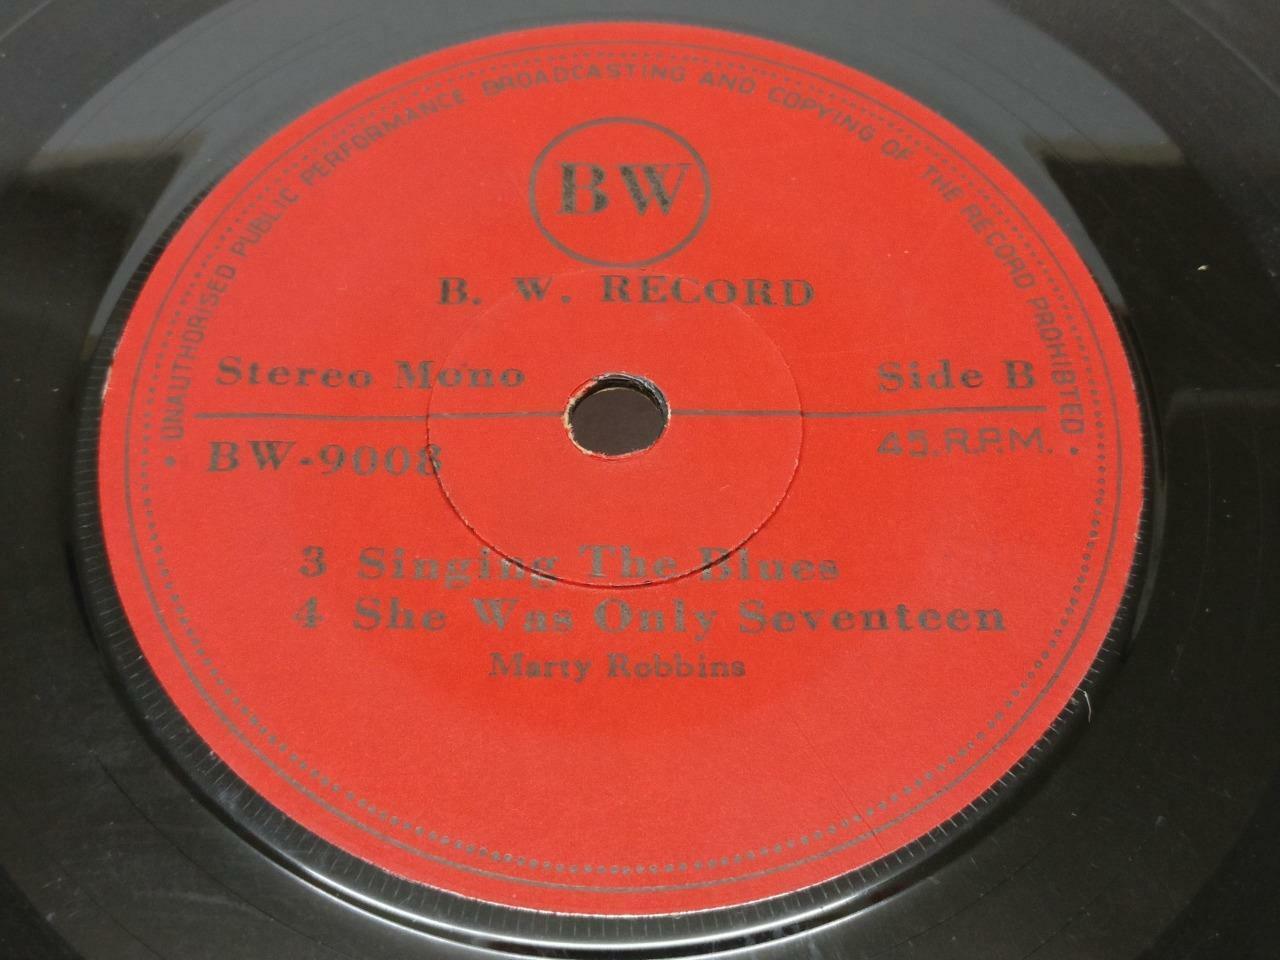 UNAUTHORISED PUBLIC PERFORMANCE BROADCASTING AND COPYING OF THE RECORD PROHIBTED
BW
B. W. RECORD
Stereo Mono Side B
BW-9008 45.R.P.M.
3 Singing The Blues
4 She Was Only Seventeen
Marty Robbins